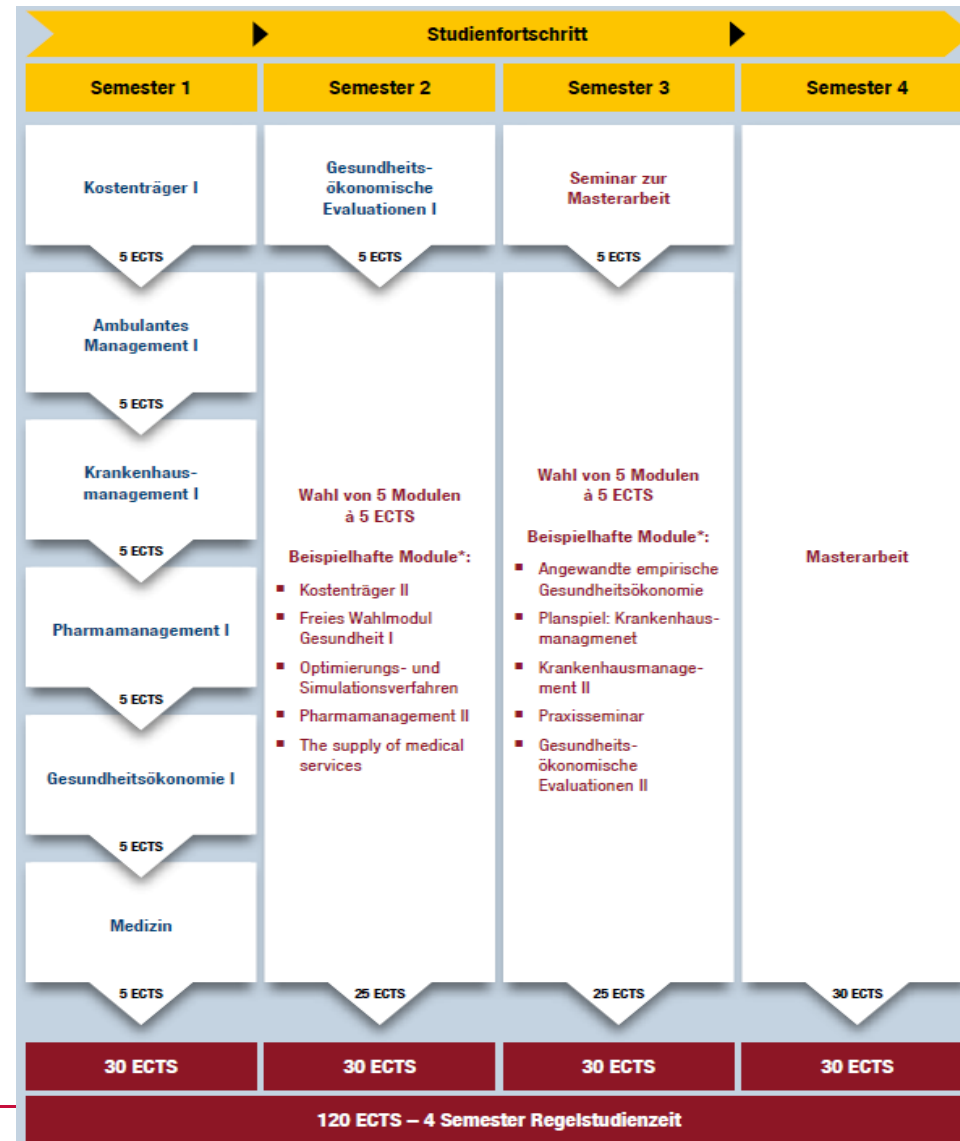 Studienfortschritt
Semester 1
Semester 2
Semester 3
Semester 4
Kostenträger I
5 ECTS
Ambulantes
Management I
5 ECTS
Krankenhaus-
management I
5 ECTS
Pharmamanagement I
5 ECTS
Gesundheitsökonomie I
5 ECTS
Medizin
5 ECTS
Gesundheits-
ökonomische
Evaluationen I
5 ECTS
Wahl von 5 Modulen
à 5 ECTS
Beispielhafte Module*:
▪ Kostenträger II
▪ Freies Wahlmodul
Gesundheit I
▪ Optimierungs- und
Simulationsverfahren
▪ Pharmamanagement II
▪ The supply of medical
services
25 ECTS
Seminar zur
Masterarbeit
5 ECTS
Wahl von 5 Modulen
à 5 ECTS
Beispielhafte Module*:
▪ Angewandte empirische
Gesundheitsökonomie
▪ Planspiel: Krankenhaus-
managmenet
▪ Krankenhausmanage-
ment II
▪ Praxisseminar
▪ Gesundheits-
ökonomische
Evaluationen II
25 ECTS
Masterarbeit
30 ECTS
30 ECTS
30 ECTS
30 ECTS
30 ECTS
120 ECTS – 4 Semester Regelstudienzeit